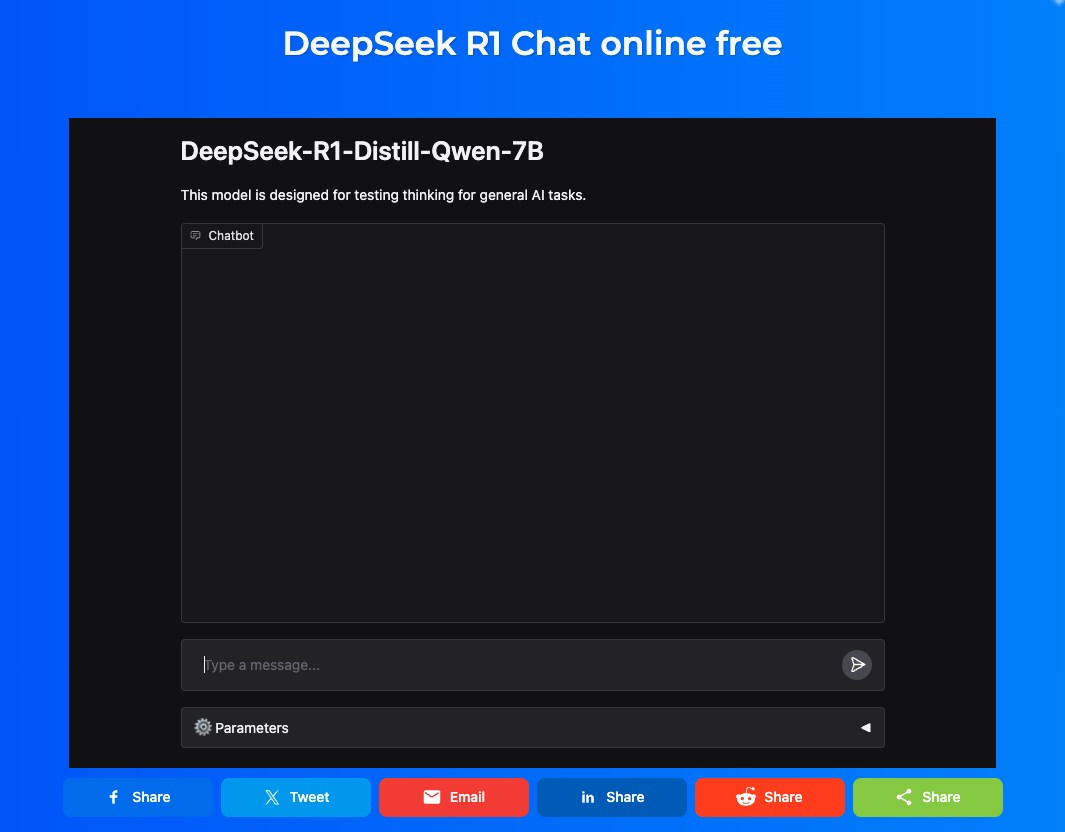 DeepSeek R1 Chat online free
DeepSeek-R1-Distill-Qwen-7B
This model is designed for testing thinking for general AI tasks.
Chatbot
Type a message...
Parameters
Share
Tweet
Email
Share
Share
Share